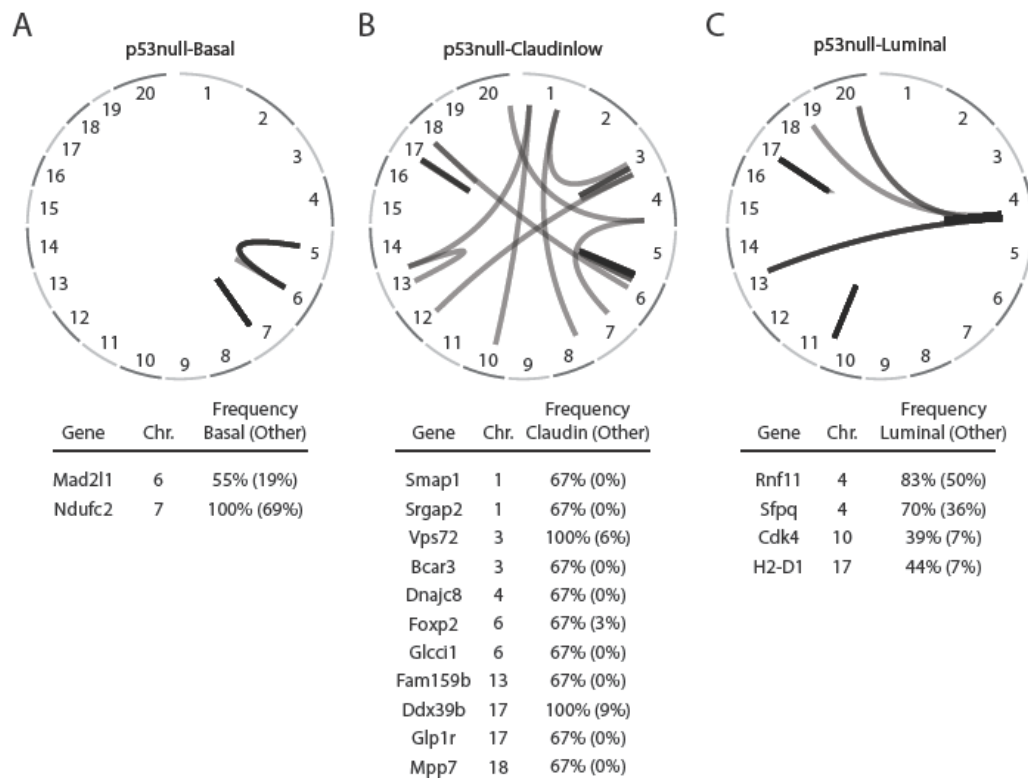 A
p53null-Basal
1
2
3
4
5
6
7
8
9
10
11
12
13
14
15
16
17
18
19
20
Gene Chr. Frequency Basal (Other)
Mad2l1 6 55% (19%)
Ndufc2 7 100% (69%)
B
p53null-Claudinlow
1
2
3
4
5
6
7
8
9
10
11
12
13
14
15
16
17
18
19
20
Gene Chr. Frequency Claudin (Other)
Smap1 1 67% (0%)
Srgap2 1 67% (0%)
Vps72 3 100% (6%)
Bcar3 3 67% (0%)
Dnajc8 4 67% (0%)
Foxp2 6 67% (3%)
Glcci1 6 67% (0%)
Fam159b 13 67% (0%)
Ddx39b 17 100% (9%)
Glp1r 17 67% (0%)
Mpp7 18 67% (0%)
C
p53null-Luminal
1
2
3
4
5
6
7
8
9
10
11
12
13
14
15
16
17
18
19
20
Gene Chr. Frequency Luminal (Other)
Rnf11 4 83% (50%)
Sfpq 4 70% (36%)
Cdk4 10 39% (7%)
H2-D1 17 44% (7%)